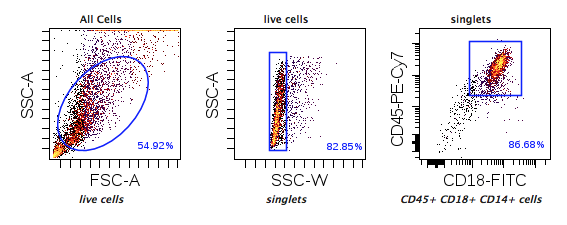 All Cells
SSC-A
54.92%
FSC-A
live cells
live cells
SSC-A
82.85%
SSC-W
singlets
singlets
CD45-PE-Cy7
86.68%
CD18-FITC
CD45+ CD18+ CD14+ cells